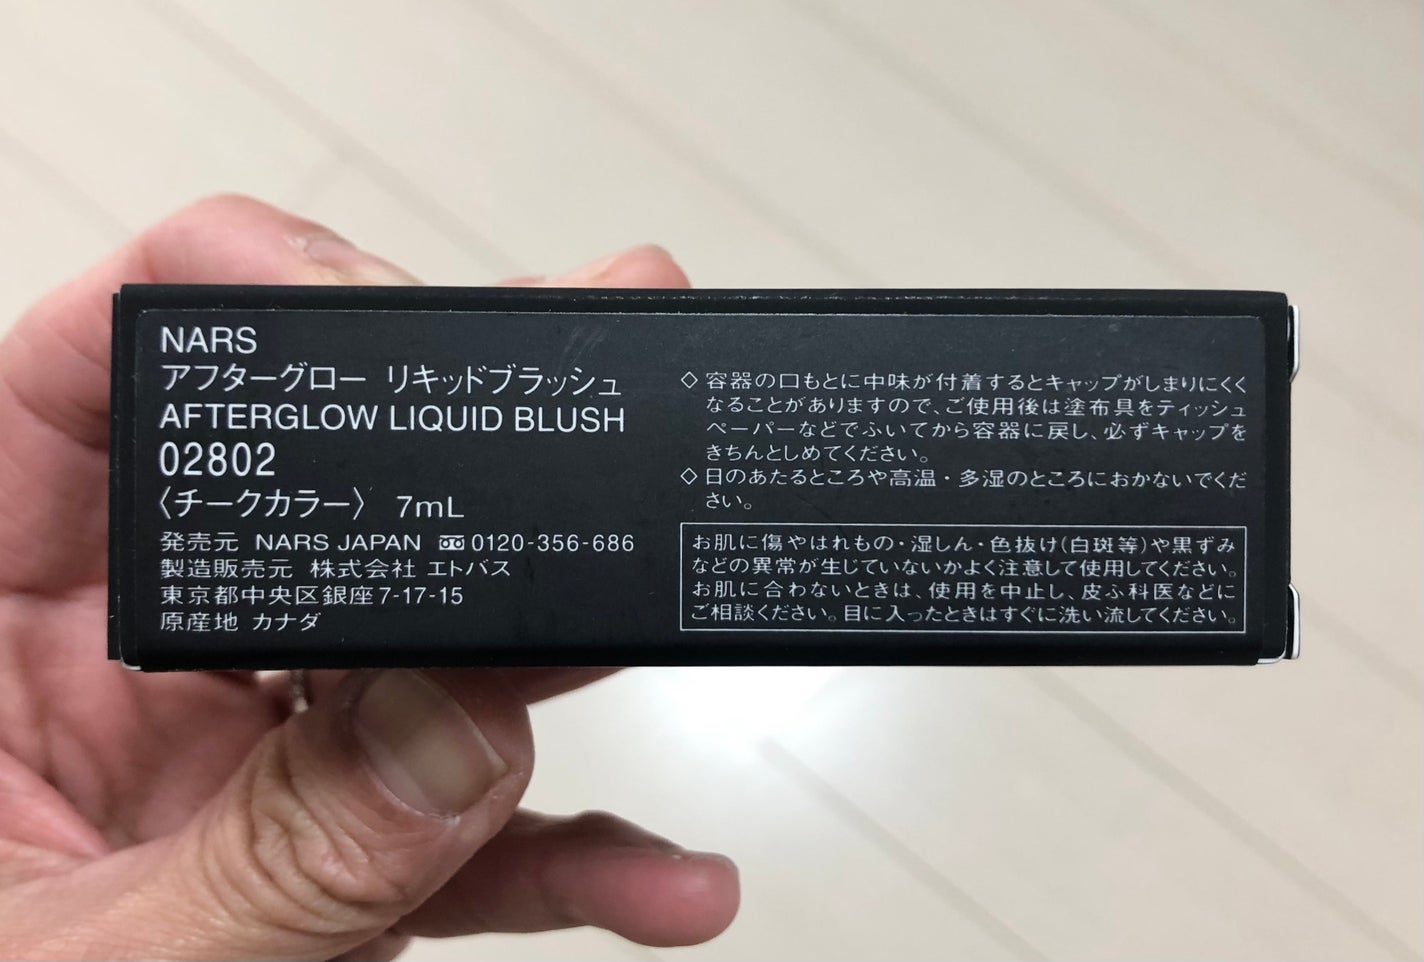 NARS
アフターグロー リキッドブラッシュ
AFTERGLOW LIQUID BLUSH
02802
〈チークカラー〉 7mL
発売元 NARS JAPAN 0120-356-686
製造販売元 株式会社 エトバス
東京都中央区銀座7-17-15
原産地 カナダ
◇容器の口もとに中味が付着するとキャップがしまりにくく
なることがありますので、ご使用後は塗布具をティッシュ
ペーパーなどでふいてから容器に戻し、必ずキャップを
きちんとしめてください。
◇日のあたるところや高温・多湿のところにおかないでくだ
さい。
お肌に傷やはれもの・湿しん・色抜け(白斑等)や黒ずみ
などの異常が生じていないかよく注意して使用してください。
お肌に合わないときは、使用を中止し、皮ふ科医などに
ご相談ください。目に入ったときはすぐに洗い流してください。